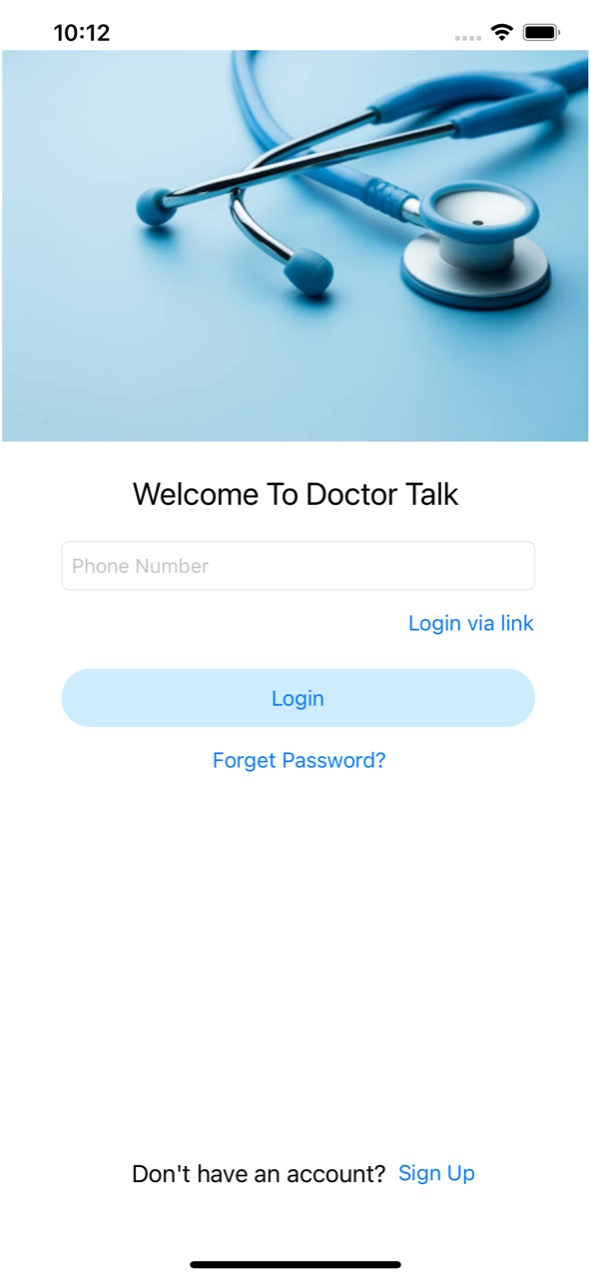 10:12
Welcome To Doctor Talk
Phone Number
Login via link
Login
Forget Password?
Don't have an account? Sign Up